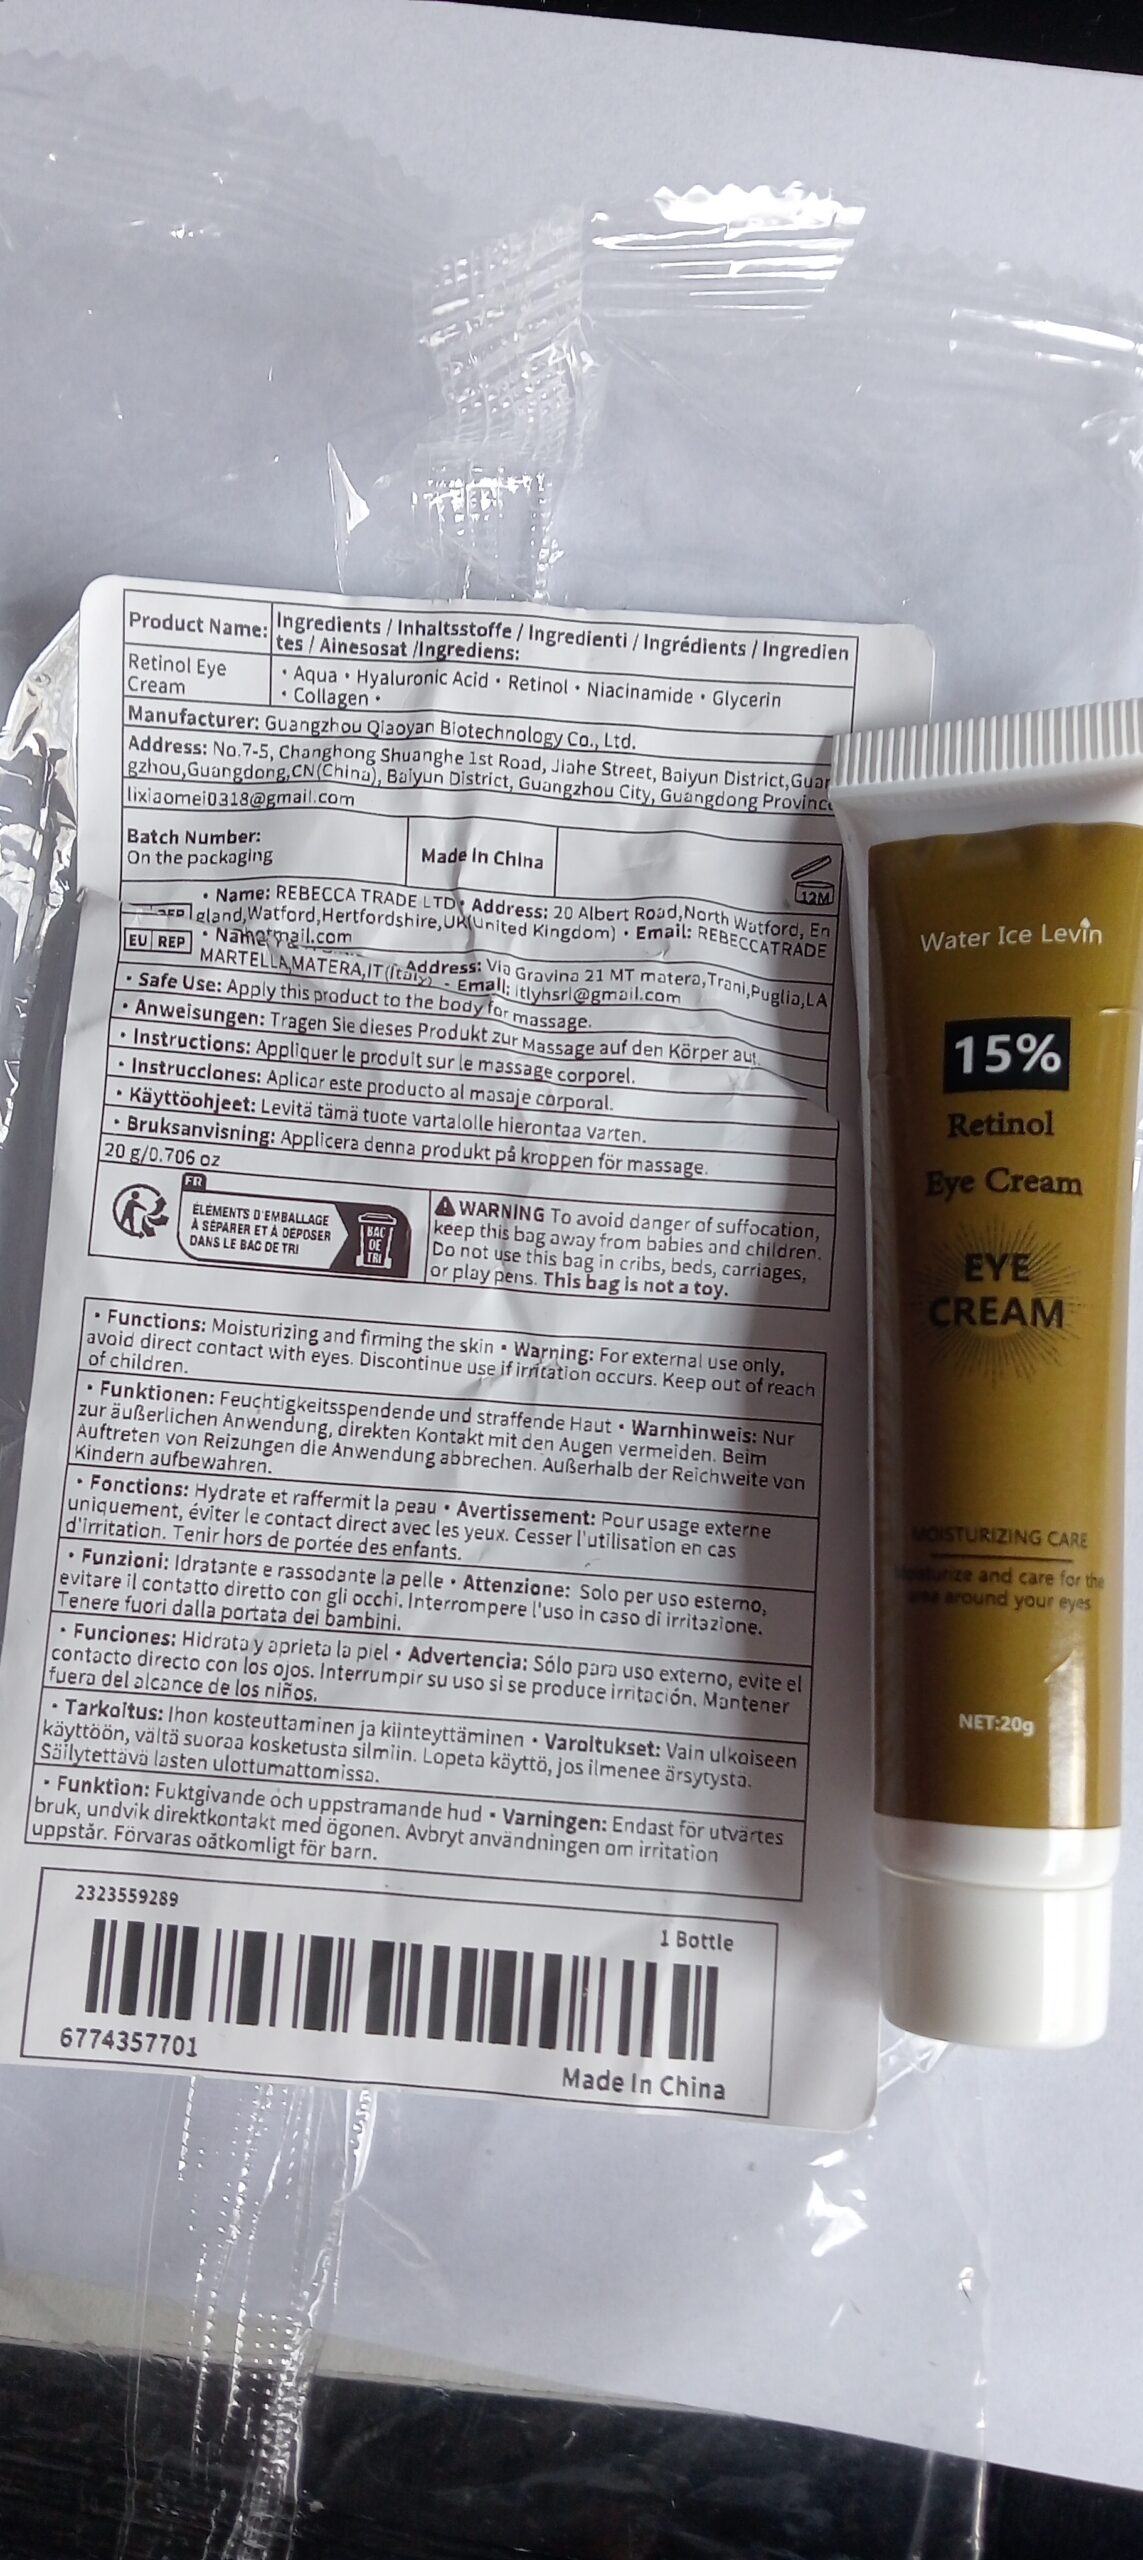 Product Name:
Ingredients / Inhaltsstoffe / Ingredienti / Ingrédients / Ingredien
tes / Ainesosat /Ingrediens:
Retinol Eye
Cream
• Aqua • Hyaluronic Acid • Retinol • Niacinamide • Glycerin
• Collagen •
Manufacturer: Guangzhou Qiaoyan Biotechnology Co., Ltd.
Address: No.7-5, Changhong Shuanghe 1st Road, Jiahe Street, Baiyun District,Guan
gzhou,Guangdong,CN(China), Baiyun District, Guangzhou City, Guangdong Province
lixiaomei0318@gmail.com
Batch Number:
On the packaging
Made In China
12M
• Name: REBECCA TRADE LTD • Address: 20 Albert Road,North Watford, En
gland,Watford,Hertfordshire,UK(United Kingdom) • Email: REBECCATRADE
EU REP
• Name
mail.com
Address: Via Gravina 21 MT matera,Trani,Puglia,LA
MARTELLA,MATERA,IT(Italy) • Email: itlyhsrl@gmail.com
• Safe Use: Apply this product to the body for massage.
• Anweisungen: Tragen Sie dieses Produkt zur Massage auf den Körper auf.
• Instructions: Appliquer le produit sur le massage corporel.
• Instrucciones: Aplicar este producto al masaje corporal.
• Käyttöohjeet: Levitä tämä tuote vartalolle hierontaa varten.
• Bruksanvisning: Applicera denna produkt på kroppen för massage.
20 g/0.706 oz
FR
ÉLÉMENTS D'EMBALLAGE
À SÉPARER ET À DÉPOSER
DANS LE BAC DE TRI
BAC
DE
TRI
WARNING To avoid danger of suffocation,
keep this bag away from babies and children.
Do not use this bag in cribs, beds, carriages,
or play pens. This bag is not a toy.
• Functions: Moisturizing and firming the skin • Warning: For external use only,
avoid direct contact with eyes. Discontinue use if irritation occurs. Keep out of reach
of children.
• Funktionen: Feuchtigkeitsspendende und straffende Haut • Warnhinweis: Nur
zur äußerlichen Anwendung, direkten Kontakt mit den Augen vermeiden. Beim
Auftreten von Reizungen die Anwendung abbrechen. Außerhalb der Reichweite von
Kindern aufbewahren.
• Fonctions: Hydrate et raffermit la peau • Avertissement: Pour usage externe
uniquement, éviter le contact direct avec les yeux. Cesser l'utilisation en cas
d'irritation. Tenir hors de portée des enfants.
• Funzioni: Idratante e rassodante la pelle • Attenzione: Solo per uso esterno,
evitare il contatto diretto con gli occhi. Interrompere l'uso in caso di irritazione.
Tenere fuori dalla portata dei bambini.
• Funciones: Hidrata y aprieta la piel • Advertencia: Sólo para uso externo, evite el
contacto directo con los ojos. Interrumpir su uso si se produce irritación. Mantener
fuera del alcance de los niños.
• Tarkoitus: Ihon kosteuttaminen ja kiinteyttäminen • Varoitukset: Vain ulkoiseen
käyttöön, vältä suoraa kosketusta silmiin. Lopeta käyttö, jos ilmenee ärsytystä.
Säilytettävä lasten ulottumattomissa.
• Funktion: Fuktgivande och uppstramande hud • Varningen: Endast för utvärtes
bruk, undvik direktkontakt med ögonen. Avbryt användningen om irritation
uppstår. Förvaras oåtkomligt för barn.
2323559289
1 Bottle
6774357701
Made In China
Water Ice Levin
15%
Retinol
Eye Cream
EYE
CREAM
MOISTURIZING CARE
Moisturize and care for the
area around your eyes
NET:20g